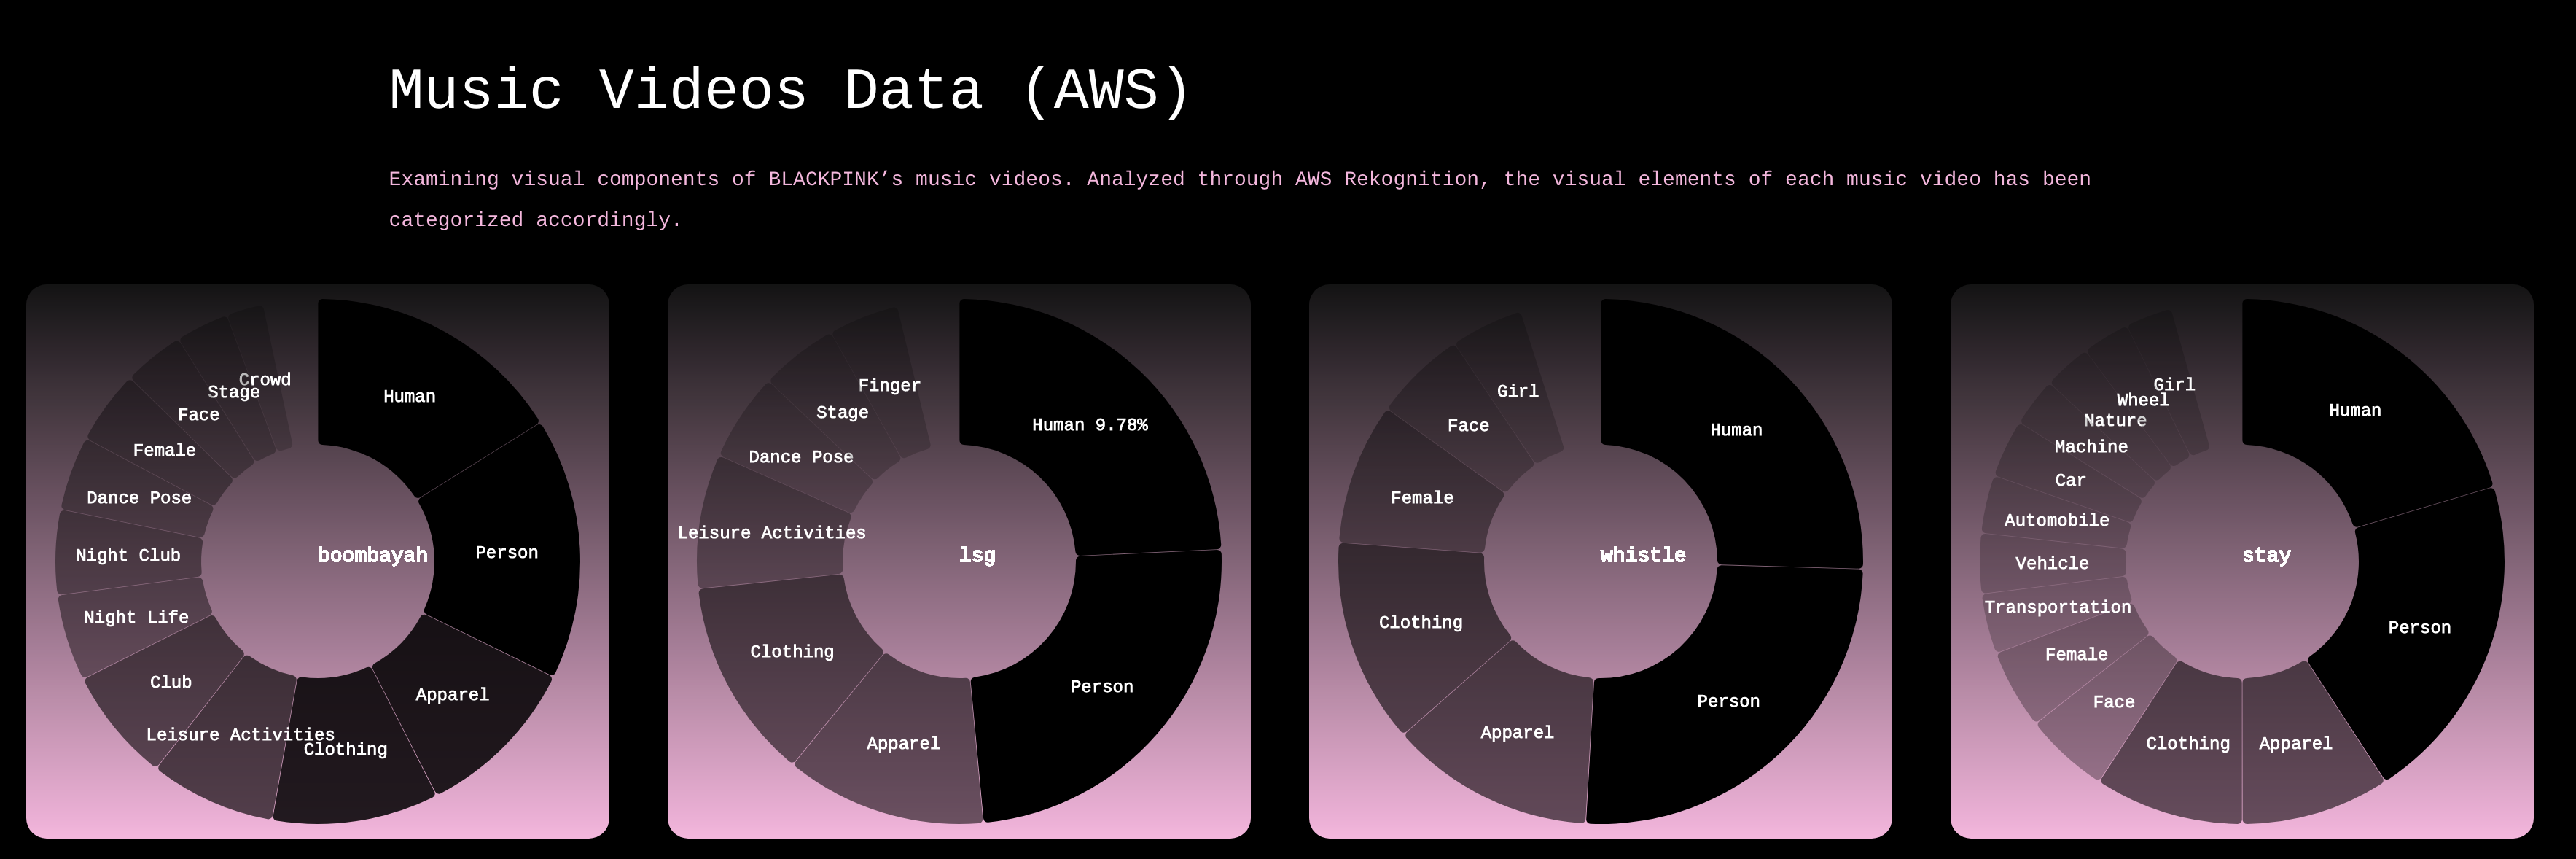 Music Videos Data (AWS)
Examining visual components of BLACKPINK’s music videos. Analyzed through AWS Rekognition, the visual elements of each music video has been
categorized accordingly.
Human
Person
Apparel
Clothing
Leisure Activities
Club
Night Life
Night Club
Dance Pose
Female
Face
Stage
Crowd
boombayah
Human 9.78%
Person
Apparel
Clothing
Leisure Activities
Dance Pose
Stage
Finger
lsg
Human
Person
Apparel
Clothing
Female
Face
Girl
whistle
Human
Person
Apparel
Clothing
Face
Female
Transportation
Vehicle
Automobile
Car
Machine
Nature
Wheel
Girl
stay